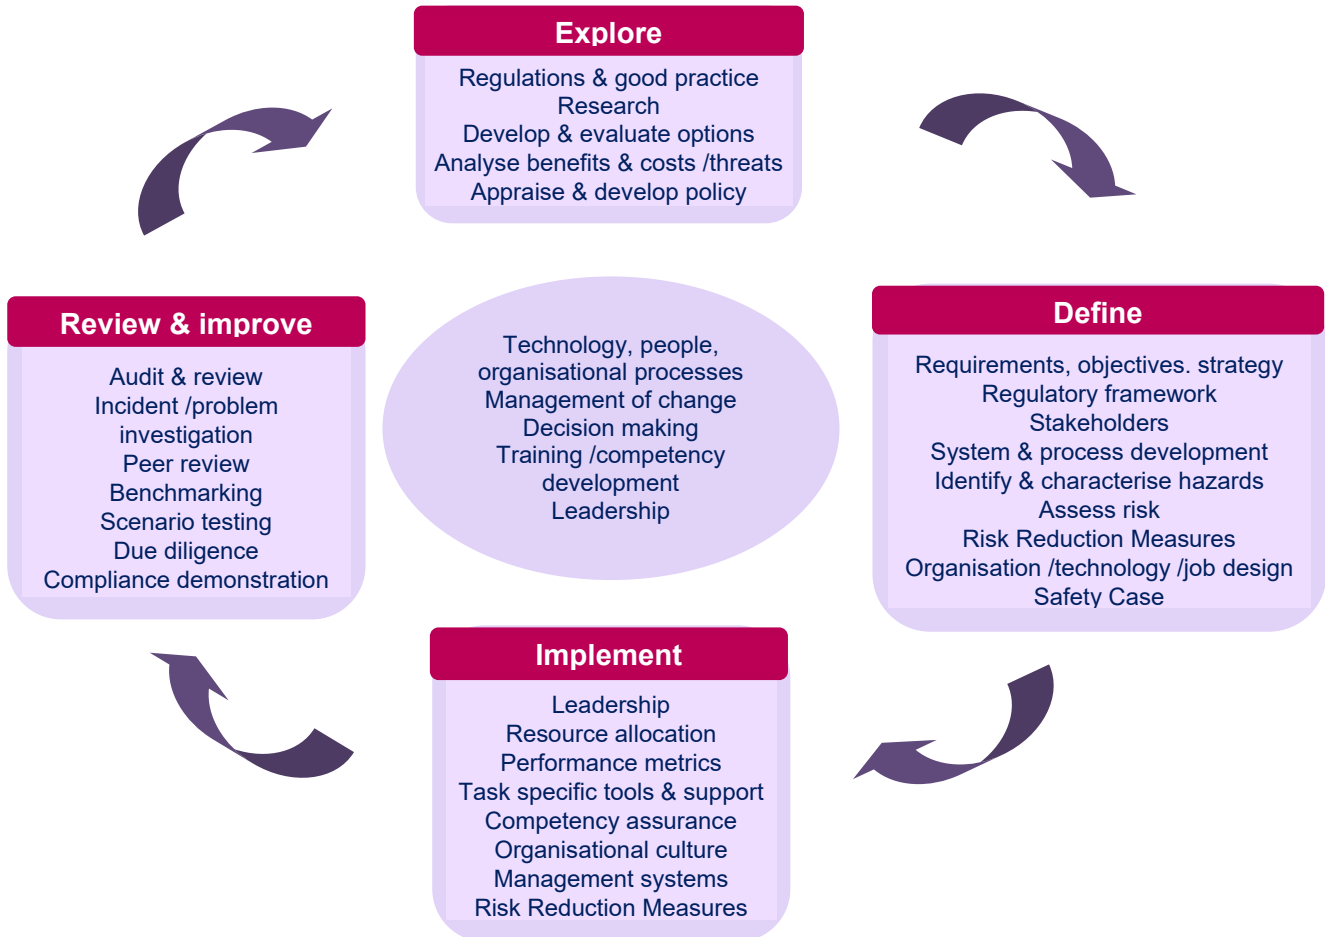 Explore
Regulations & good practice
Research
Develop & evaluate options
Analyse benefits & costs /threats
Appraise & develop policy
Review & improve
Audit & review
Incident /problem
investigation
Peer review
Benchmarking
Scenario testing
Due diligence
Compliance demonstration
Technology, people,
organisational processes
Management of change
Decision making
Training /competency
development
Leadership
Define
Requirements, objectives. strategy
Regulatory framework
Stakeholders
System & process development
Identify & characterise hazards
Assess risk
Risk Reduction Measures
Organisation /technology /job design
Safety Case
Implement
Leadership
Resource allocation
Performance metrics
Task specific tools & support
Competency assurance
Organisational culture
Management systems
Risk Reduction Measures